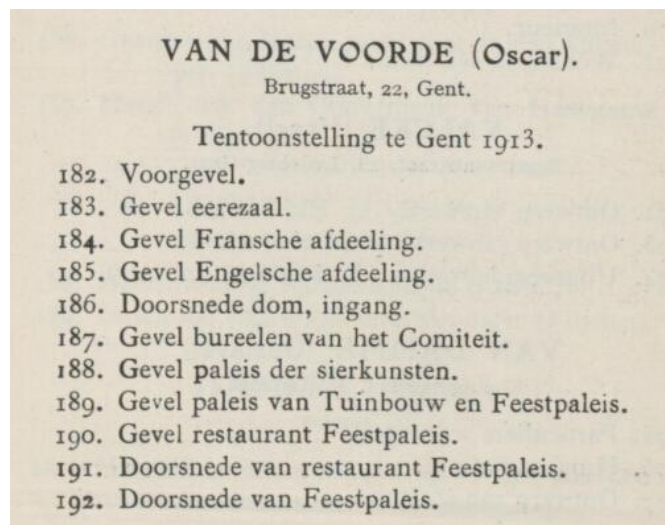 VAN DE VOORDE (Oscar).
Brugstraat, 22, Gent.
Tentoonstelling te Gent 1913.
182. Voorgevel.
183. Gevel eerezaal.
184. Gevel Fransche afdeeling.
185. Gevel Engelsche afdeeling.
186. Doorsnede dom, ingang.
187. Gevel bureelen van het Comiteit.
188. Gevel paleis der sierkunsten.
189. Gevel paleis van Tuinbouw en Feestpaleis.
190. Gevel restaurant Feestpaleis.
191. Doorsnede van restaurant Feestpaleis.
192. Doorsnede van Feestpaleis.